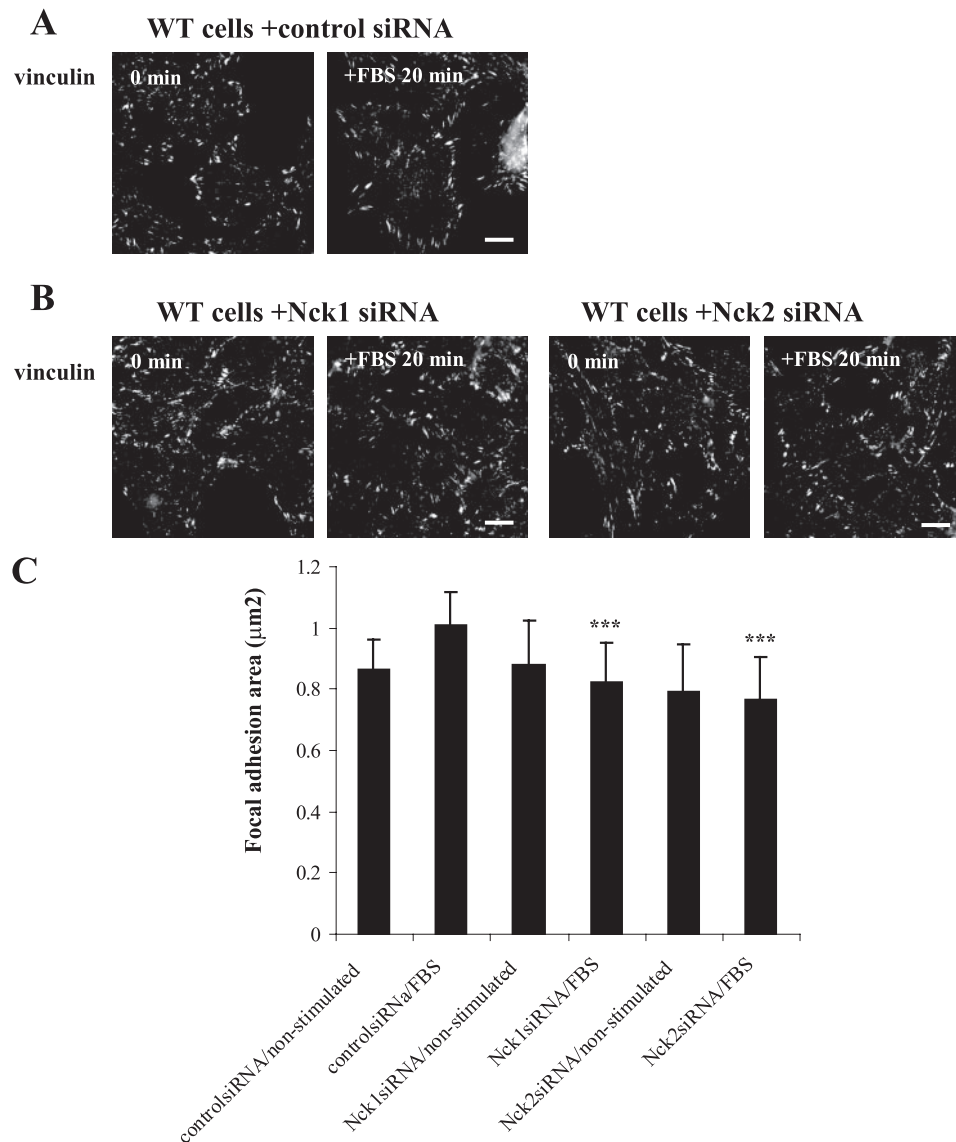 A
WT cells +control siRNA
vinculin
0 min
+FBS 20 min
B
WT cells +Nck1 siRNA
WT cells +Nck2 siRNA
vinculin
0 min
+FBS 20 min
0 min
+FBS 20 min
C
Focal adhesion area (μm2)
1.2
1
0.8
0.6
0.4
0.2
0
***
***
controlsiRNA/non-stimulated
controlsiRNa/FBS
Nck1siRNA/non-stimulated
Nck1siRNA/FBS
Nck2siRNA/non-stimulated
Nck2siRNA/FBS